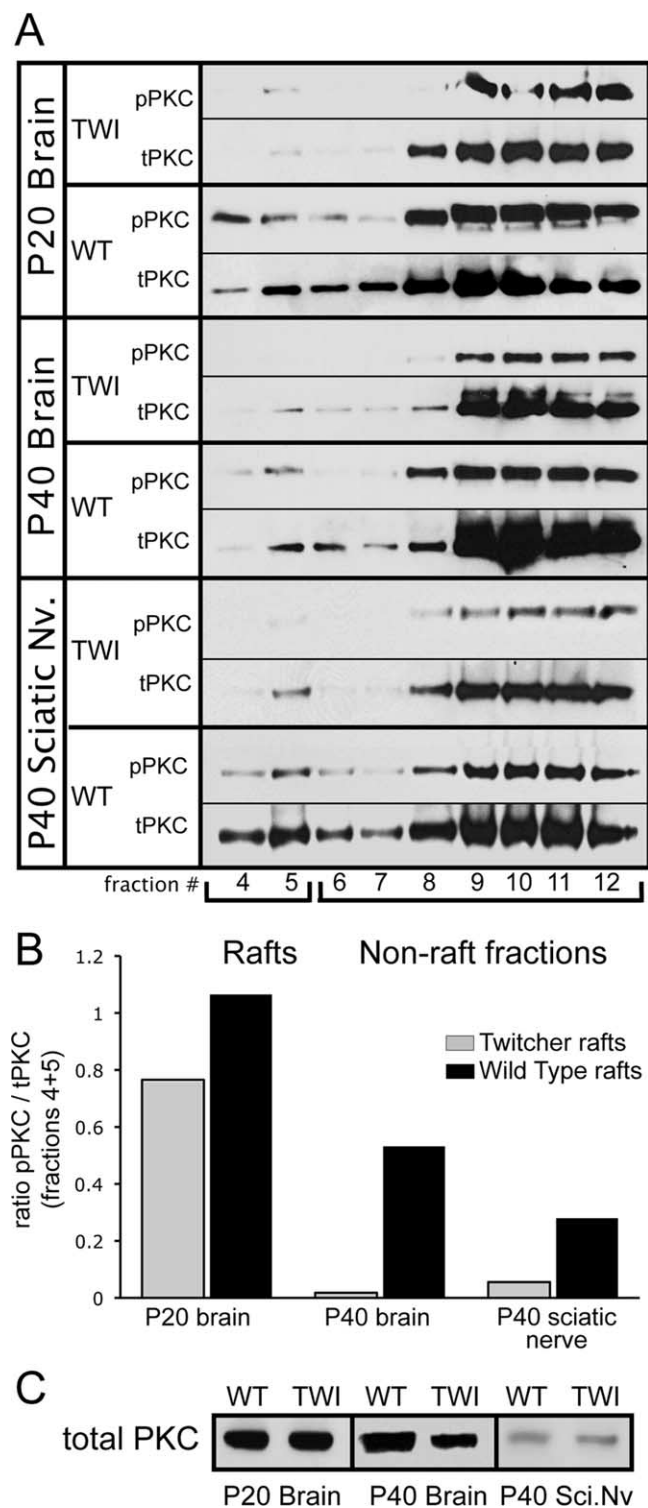 A
P20 Brain
TWI
pPKC
tPKC
WT
pPKC
tPKC
P40 Brain
TWI
pPKC
tPKC
WT
pPKC
tPKC
P40 Sciatic Nv.
TWI
pPKC
tPKC
WT
pPKC
tPKC
fraction # 4 5 6 7 8 9 10 11 12
B
Rafts Non-raft fractions
ratio pPKC / tPKC
(fractions 4+5)
1.2
1
0.8
0.6
0.4
0.2
0
Twitcher rafts
Wild Type rafts
P20 brain P40 brain P40 sciatic
nerve
C
WT TWI WT TWI WT TWI
total PKC
P20 Brain P40 Brain P40 Sci.Nv